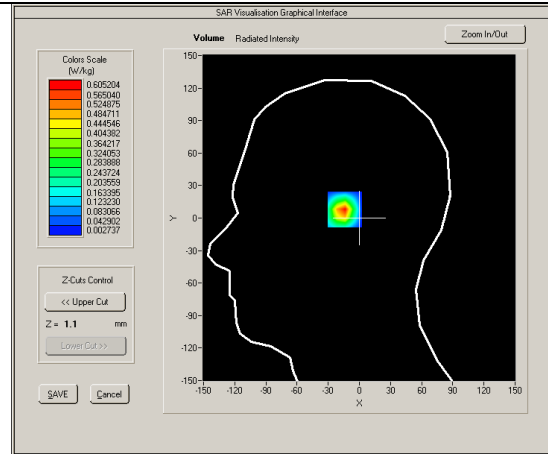 SAR Visualisation Graphical Interface
Volume Radiated Intensity
Zoom In/Out
Colors Scale
(W/kg)
0.605204
0.565040
0.524875
0.484711
0.444546
0.404382
0.364217
0.324053
0.283888
0.243724
0.203559
0.163395
0.123230
0.083066
0.042902
0.002737
Z-Cuts Control
<< Upper Cut
Z = 1.1 mm
Lower Cut >>
SAVE
Cancel
150
120
90
60
30
0
-30
-60
-90
-120
-150
Y
-150 -120 -90 -60 -30 0 30 60 90 120 150
X